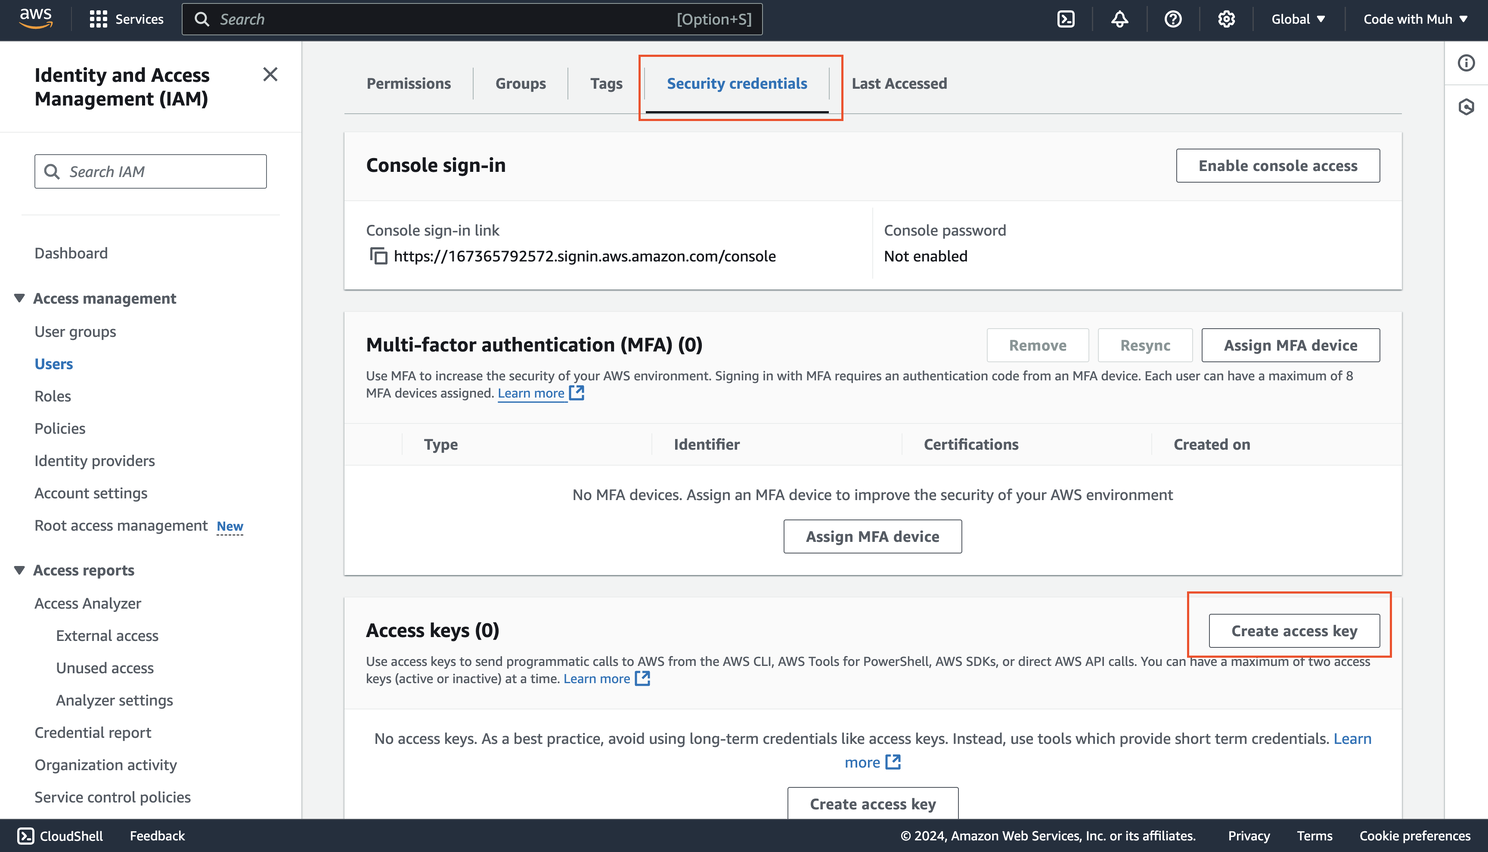 aws
Services
Search
[Option+S]
Global
Code with Muh
Identity and Access
Management (IAM)
Search IAM
Dashboard
Access management
User groups
Users
Roles
Policies
Identity providers
Account settings
Root access management New
Access reports
Access Analyzer
External access
Unused access
Analyzer settings
Credential report
Organization activity
Service control policies
Permissions
Groups
Tags
Security credentials
Last Accessed
Console sign-in
Enable console access
Console sign-in link
https://167365792572.signin.aws.amazon.com/console
Console password
Not enabled
Multi-factor authentication (MFA) (0)
Remove
Resync
Assign MFA device
Use MFA to increase the security of your AWS environment. Signing in with MFA requires an authentication code from an MFA device. Each user can have a maximum of 8
MFA devices assigned. Learn more
Type
Identifier
Certifications
Created on
No MFA devices. Assign an MFA device to improve the security of your AWS environment
Assign MFA device
Access keys (0)
Create access key
Use access keys to send programmatic calls to AWS from the AWS CLI, AWS Tools for PowerShell, AWS SDKs, or direct AWS API calls. You can have a maximum of two access
keys (active or inactive) at a time. Learn more
No access keys. As a best practice, avoid using long-term credentials like access keys. Instead, use tools which provide short term credentials. Learn
more
Create access key
CloudShell
Feedback
© 2024, Amazon Web Services, Inc. or its affiliates.
Privacy
Terms
Cookie preferences